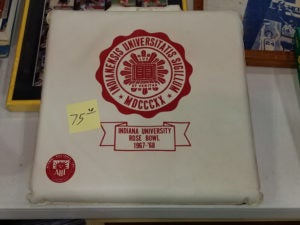 INDIANENSIS UNIVERSITATIS SIGILLUM
MDCCCXX
75
INDIANA UNIVERSITY
ROSE BOWL
1967-'68